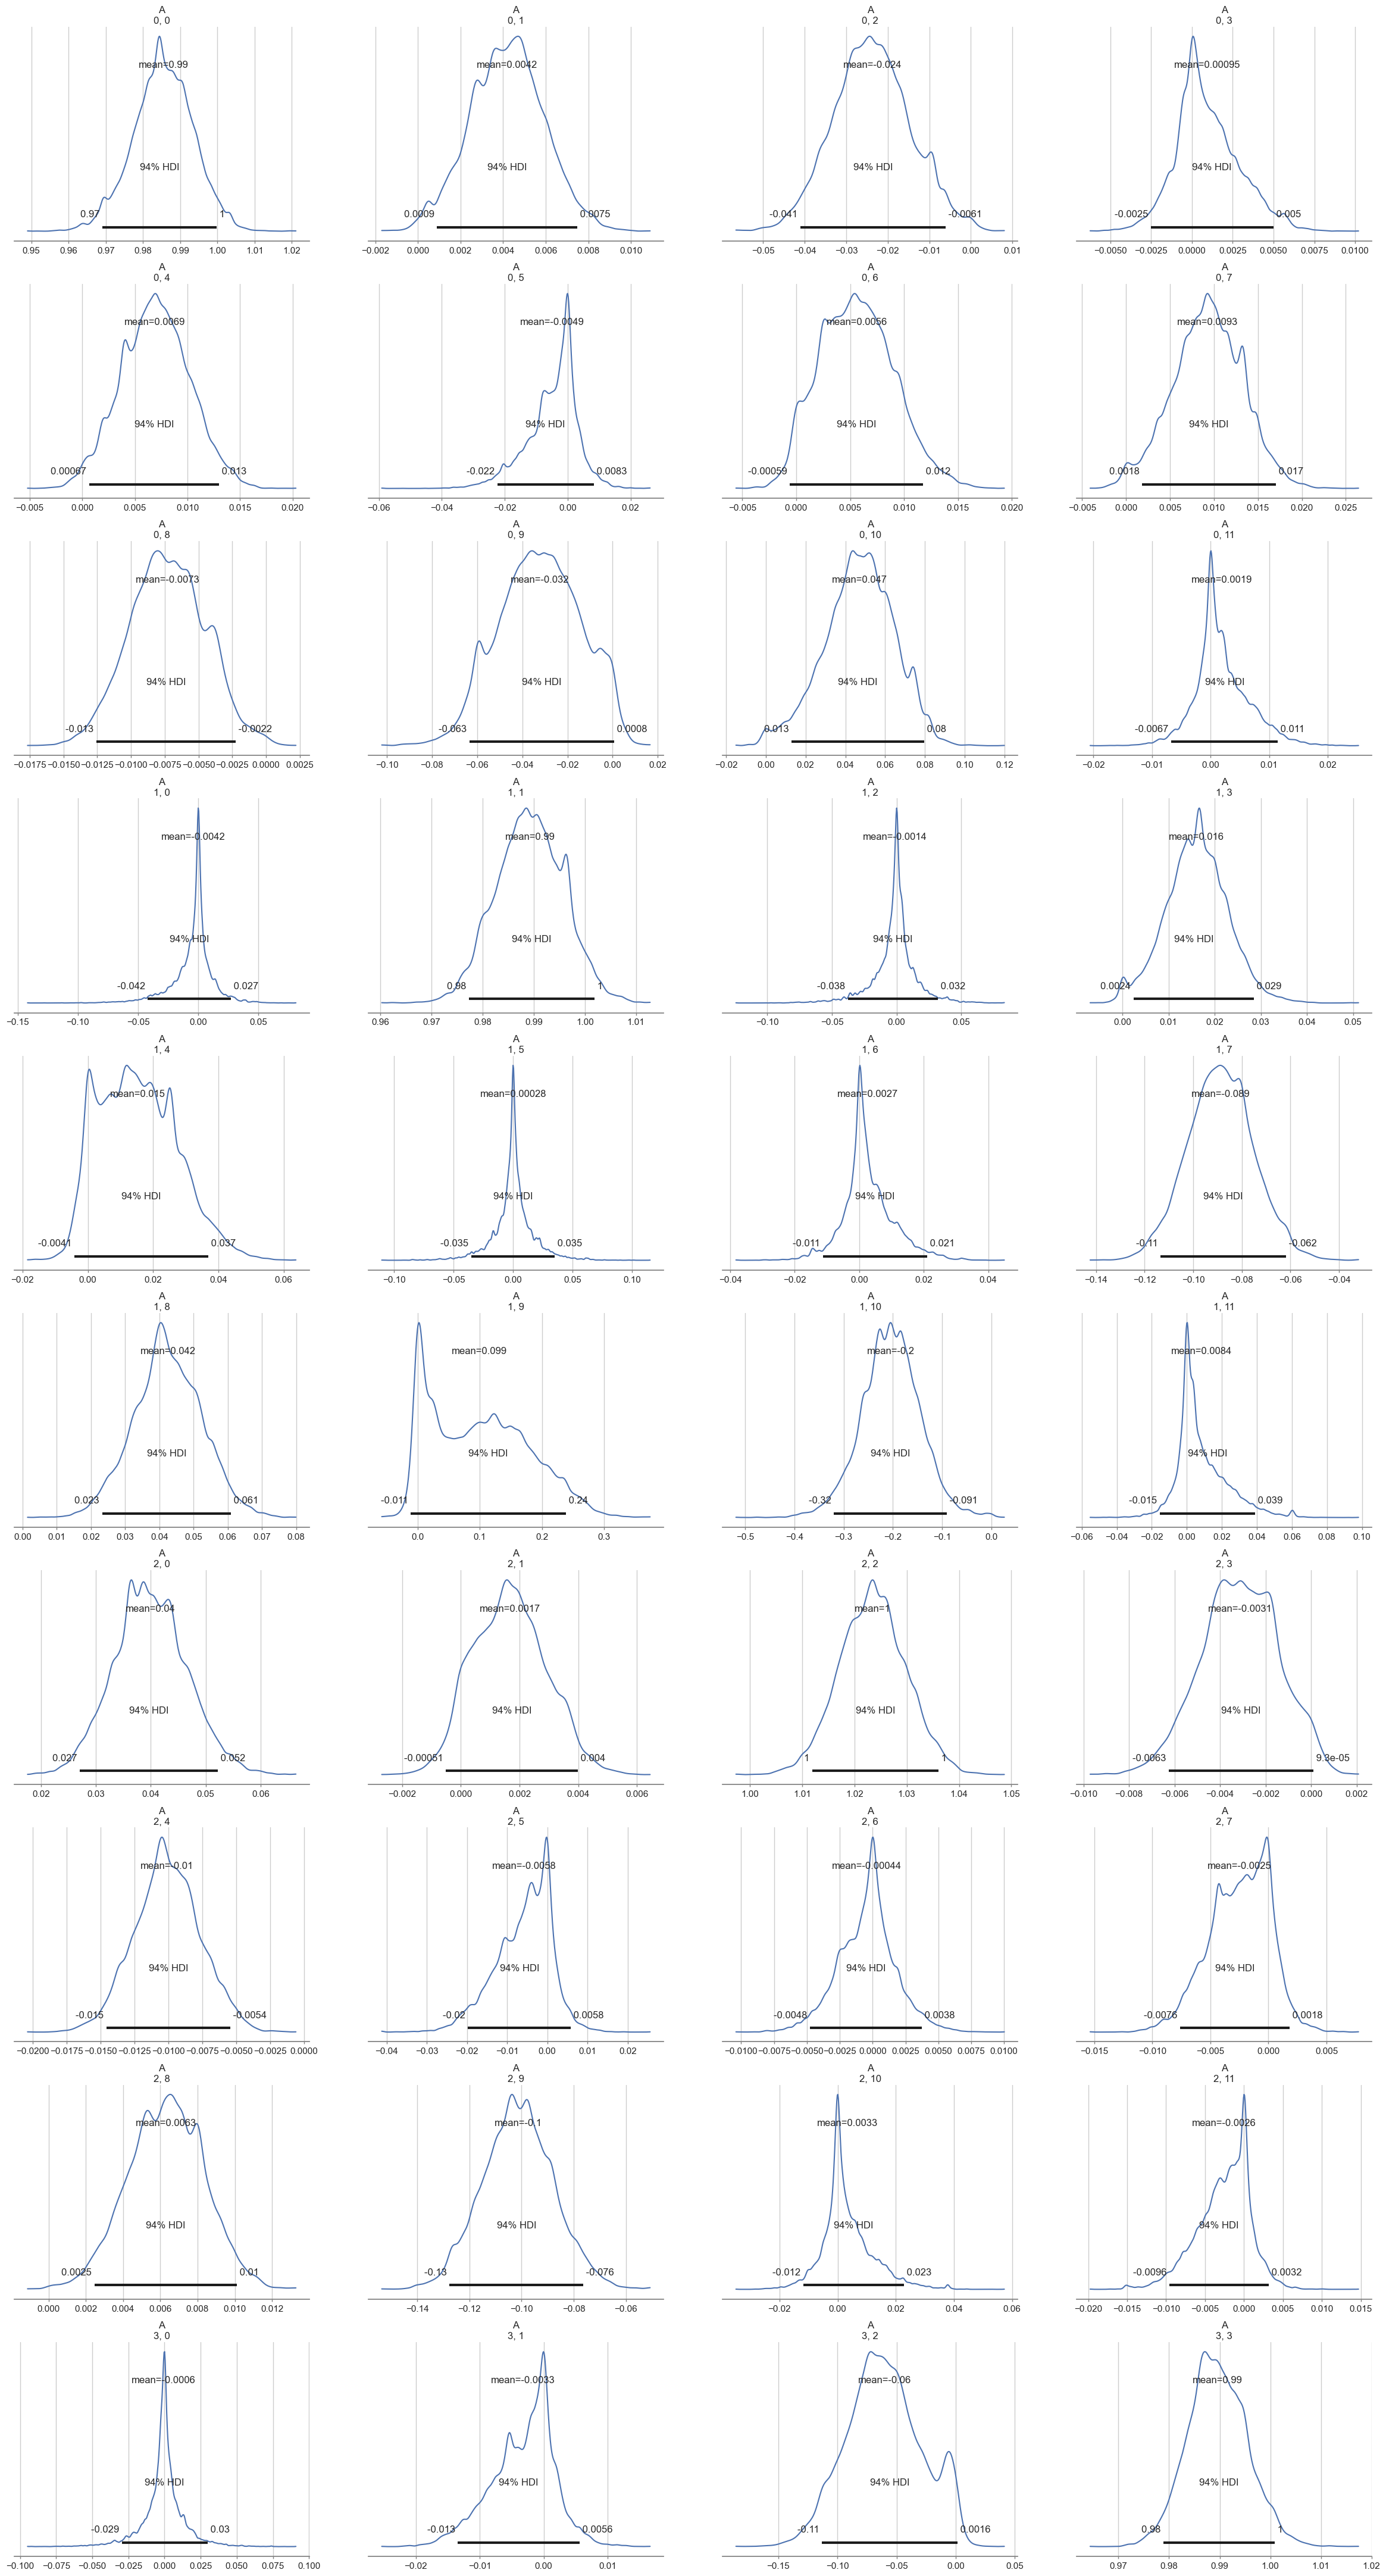 A
0, 0
mean=0.99
94% HDI
0.97 1
0.95 0.96 0.97 0.98 0.99 1.00 1.01 1.02
A
0, 1
mean=0.0042
94% HDI
0.0009 0.0075
−0.002 0.000 0.002 0.004 0.006 0.008 0.010
A
0, 2
mean=-0.024
94% HDI
-0.041 -0.0061
−0.05 −0.04 −0.03 −0.02 −0.01 0.00 0.01
A
0, 3
mean=0.00095
94% HDI
-0.0025 0.005
−0.0050 −0.0025 0.0000 0.0025 0.0050 0.0075 0.0100
A
0, 4
mean=0.0069
94% HDI
0.00067 0.013
−0.005 0.000 0.005 0.010 0.015 0.020
A
0, 5
mean=-0.0049
94% HDI
-0.022 0.0083
−0.06 −0.04 −0.02 0.00 0.02
A
0, 6
mean=0.0056
94% HDI
-0.00059 0.012
−0.005 0.000 0.005 0.010 0.015 0.020
A
0, 7
mean=0.0093
94% HDI
0.0018 0.017
−0.005 0.000 0.005 0.010 0.015 0.020 0.025
A
0, 8
mean=-0.0073
94% HDI
-0.013 -0.0022
−0.0175 −0.0150 −0.0125 −0.0100 −0.0075 −0.0050 −0.0025 0.0000 0.0025
A
0, 9
mean=-0.032
94% HDI
-0.063 0.0008
−0.10 −0.08 −0.06 −0.04 −0.02 0.00 0.02
A
0, 10
mean=0.047
94% HDI
0.013 0.08
−0.02 0.00 0.02 0.04 0.06 0.08 0.10 0.12
A
0, 11
mean=0.0019
94% HDI
-0.0067 0.011
−0.02 −0.01 0.00 0.01 0.02
A
1, 0
mean=-0.0042
94% HDI
-0.042 0.027
−0.15 −0.10 −0.05 0.00 0.05
A
1, 1
mean=0.99
94% HDI
0.98 1
0.96 0.97 0.98 0.99 1.00 1.01
A
1, 2
mean=-0.0014
94% HDI
-0.038 0.032
−0.10 −0.05 0.00 0.05
A
1, 3
mean=0.016
94% HDI
0.0024 0.029
0.00 0.01 0.02 0.03 0.04 0.05
A
1, 4
mean=0.015
94% HDI
-0.0041 0.037
−0.02 0.00 0.02 0.04 0.06
A
1, 5
mean=0.00028
94% HDI
-0.035 0.035
−0.10 −0.05 0.00 0.05 0.10
A
1, 6
mean=0.0027
94% HDI
-0.011 0.021
−0.04 −0.02 0.00 0.02 0.04
A
1, 7
mean=-0.089
94% HDI
-0.11 -0.062
−0.14 −0.12 −0.10 −0.08 −0.06 −0.04
A
1, 8
mean=0.042
94% HDI
0.023 0.061
0.00 0.01 0.02 0.03 0.04 0.05 0.06 0.07 0.08
A
1, 9
mean=0.099
94% HDI
-0.011 0.24
0.0 0.1 0.2 0.3
A
1, 10
mean=-0.2
94% HDI
-0.32 -0.091
−0.5 −0.4 −0.3 −0.2 −0.1 0.0
A
1, 11
mean=0.0084
94% HDI
-0.015 0.039
−0.06 −0.04 −0.02 0.00 0.02 0.04 0.06 0.08 0.10
A
2, 0
mean=0.04
94% HDI
0.027 0.052
0.02 0.03 0.04 0.05 0.06
A
2, 1
mean=0.0017
94% HDI
-0.00051 0.004
−0.002 0.000 0.002 0.004 0.006
A
2, 2
mean=1
94% HDI
1 1
1.00 1.01 1.02 1.03 1.04 1.05
A
2, 3
mean=-0.0031
94% HDI
-0.0063 9.3e-05
−0.010 −0.008 −0.006 −0.004 −0.002 0.000 0.002
A
2, 4
mean=-0.01
94% HDI
-0.015 -0.0054
−0.0200 −0.0175 −0.0150 −0.0125 −0.0100 −0.0075 −0.0050 −0.0025 0.0000
A
2, 5
mean=-0.0058
94% HDI
-0.02 0.0058
−0.04 −0.03 −0.02 −0.01 0.00 0.01 0.02
A
2, 6
mean=-0.00044
94% HDI
-0.0048 0.0038
−0.0100 −0.0075 −0.0050 −0.0025 0.0000 0.0025 0.0050 0.0075 0.0100
A
2, 7
mean=-0.0025
94% HDI
-0.0076 0.0018
−0.015 −0.010 −0.005 0.000 0.005
A
2, 8
mean=0.0063
94% HDI
0.0025 0.01
0.000 0.002 0.004 0.006 0.008 0.010 0.012
A
2, 9
mean=-0.1
94% HDI
-0.13 -0.076
−0.14 −0.12 −0.10 −0.08 −0.06
A
2, 10
mean=0.0033
94% HDI
-0.012 0.023
−0.02 0.00 0.02 0.04 0.06
A
2, 11
mean=-0.0026
94% HDI
-0.0096 0.0032
−0.020 −0.015 −0.010 −0.005 0.000 0.005 0.010 0.015
A
3, 0
mean=-0.0006
94% HDI
-0.029 0.03
−0.100 −0.075 −0.050 −0.025 0.000 0.025 0.050 0.075 0.100
A
3, 1
mean=-0.0033
94% HDI
-0.013 0.0056
−0.02 −0.01 0.00 0.01
A
3, 2
mean=-0.06
94% HDI
-0.11 0.0016
−0.15 −0.10 −0.05 0.00 0.05
A
3, 3
mean=0.99
94% HDI
0.98 1
0.97 0.98 0.99 1.00 1.01 1.02